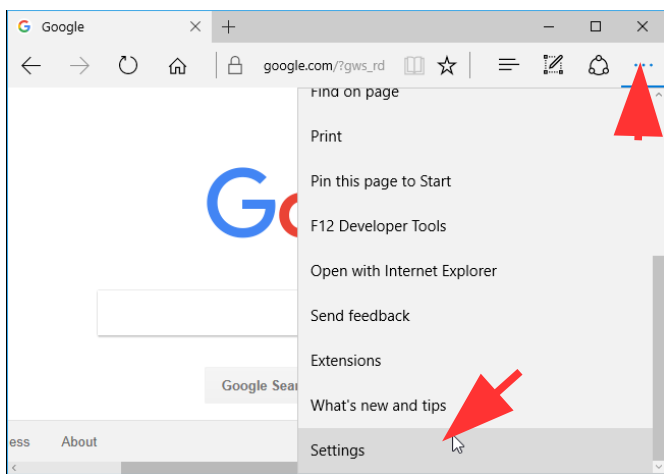 Google
google.com/?gws_rd
Find on page
Print
Pin this page to Start
F12 Developer Tools
Open with Internet Explorer
Send feedback
Extensions
What's new and tips
Settings
Go
Google Sear
ess About